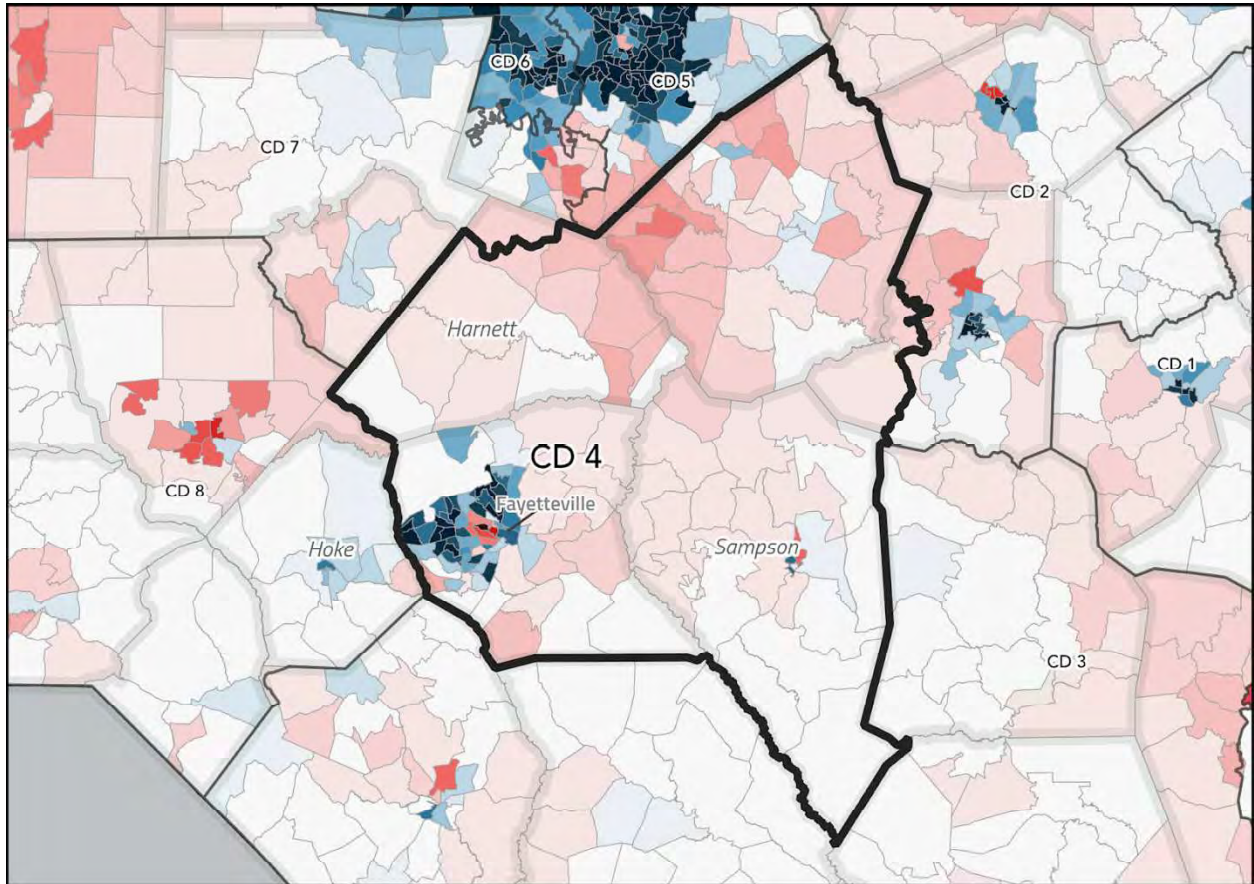 CD 6
CD 5
CD 7
CD 2
Harnett
CD 1
CD 4
CD 8
Fayetteville
Hoke
Sampson
CD 3